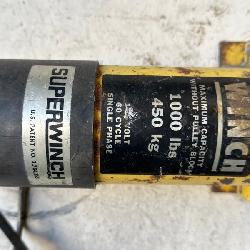 SUPERWINCH
U.S. PATENT NO.
WINCH
MAXIMUM CAPACITY
WITHOUT PULLEY BLOCK
1000 lbs
450 kg
VOLT
60 CYCLE
SINGLE PHASE